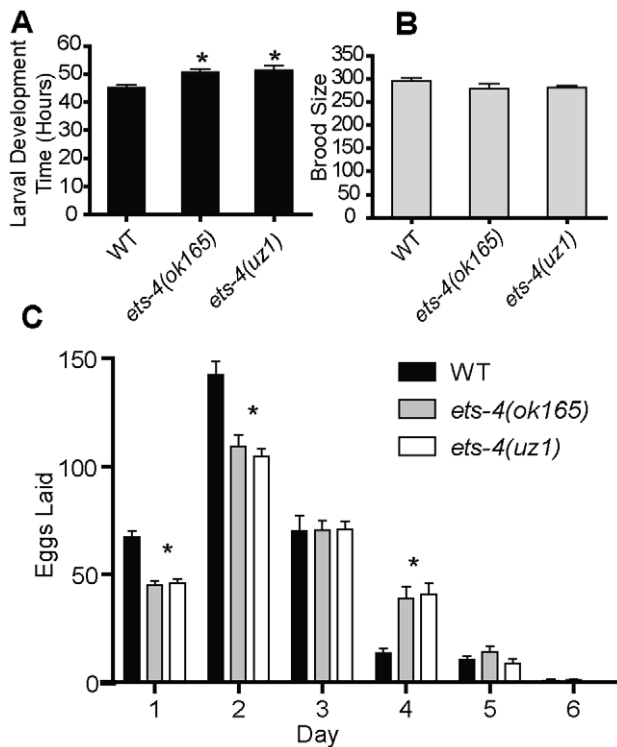 A
Larval Development
Time (Hours)
60
50
40
30
20
10
0
*
*
WT
ets-4(ok165)
ets-4(uz1)
B
Brood Size
350
300
250
200
150
100
50
0
WT
ets-4(ok165)
ets-4(uz1)
C
Eggs Laid
150
100
50
0
*
*
*
WT
ets-4(ok165)
ets-4(uz1)
1 2 3 4 5 6
Day